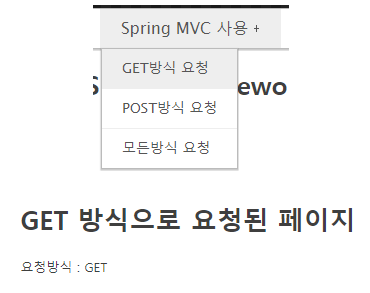 Spring MVC 사용
GET방식 요청
ewo
POST방식 요청
모든방식 요청
GET 방식으로 요청된 페이지
요청방식 : GET